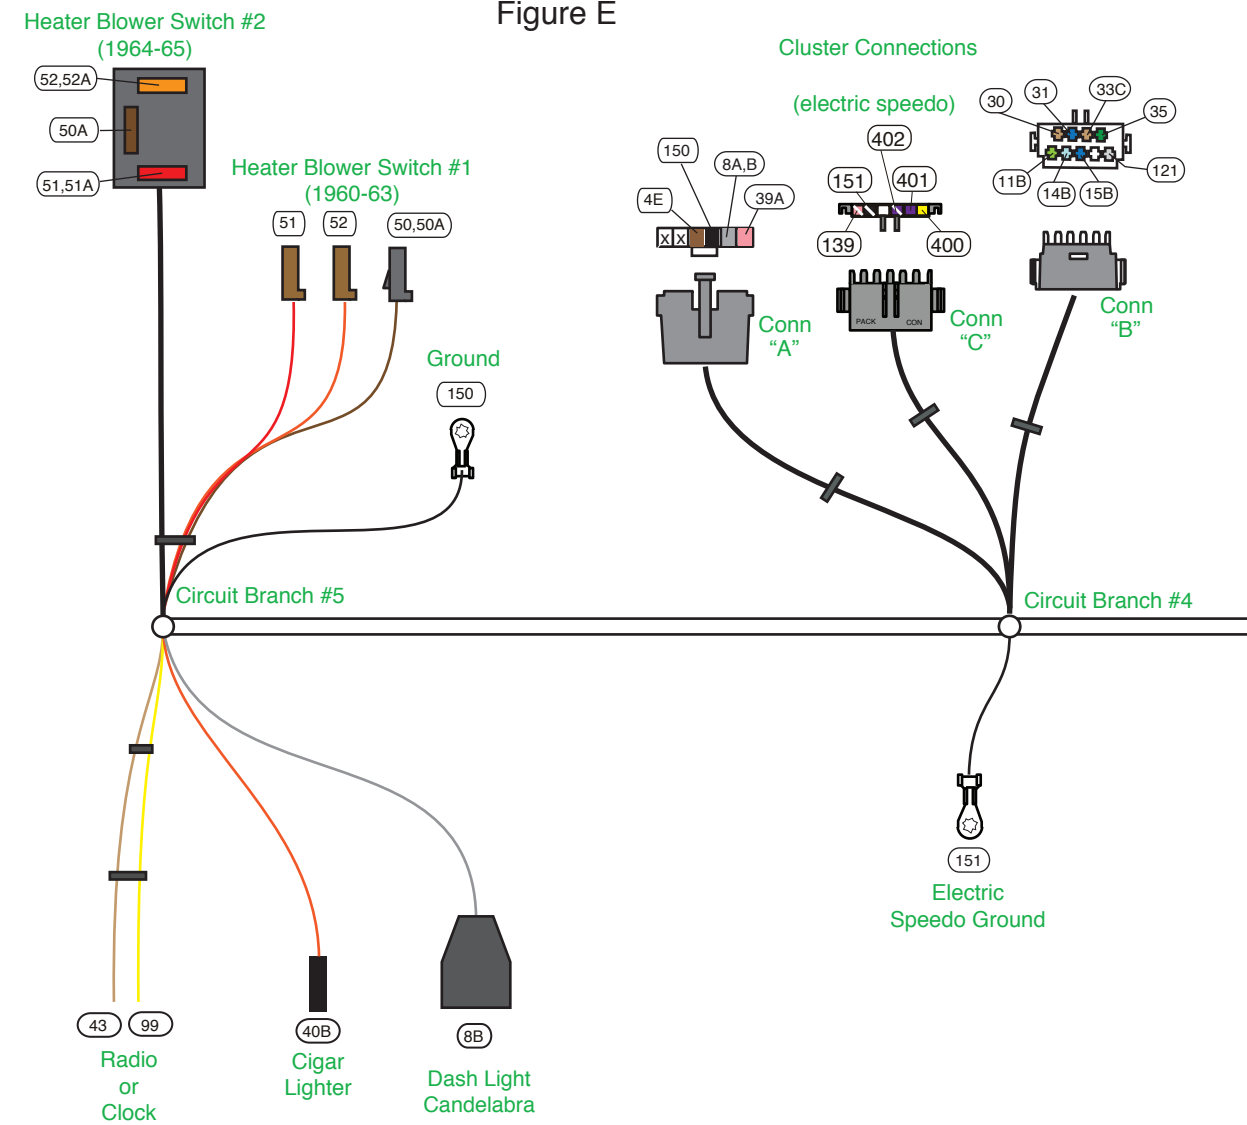 Figure E
Heater Blower Switch #2
(1964-65)
52,52A
50A
51,51A
Heater Blower Switch #1
(1960-63)
51
52
50,50A
Ground
150
Cluster Connections
(electric speedo)
150
8A,B
4E
39A
X X
Conn
“A”
402
151
401
139
400
PACK
CON
Conn
“C”
30
31
33C
35
11B
14B
15B
121
Conn
“B”
Circuit Branch #5
Circuit Branch #4
151
Electric
Speedo Ground
43
99
Radio
or
Clock
40B
Cigar
Lighter
8B
Dash Light
Candelabra